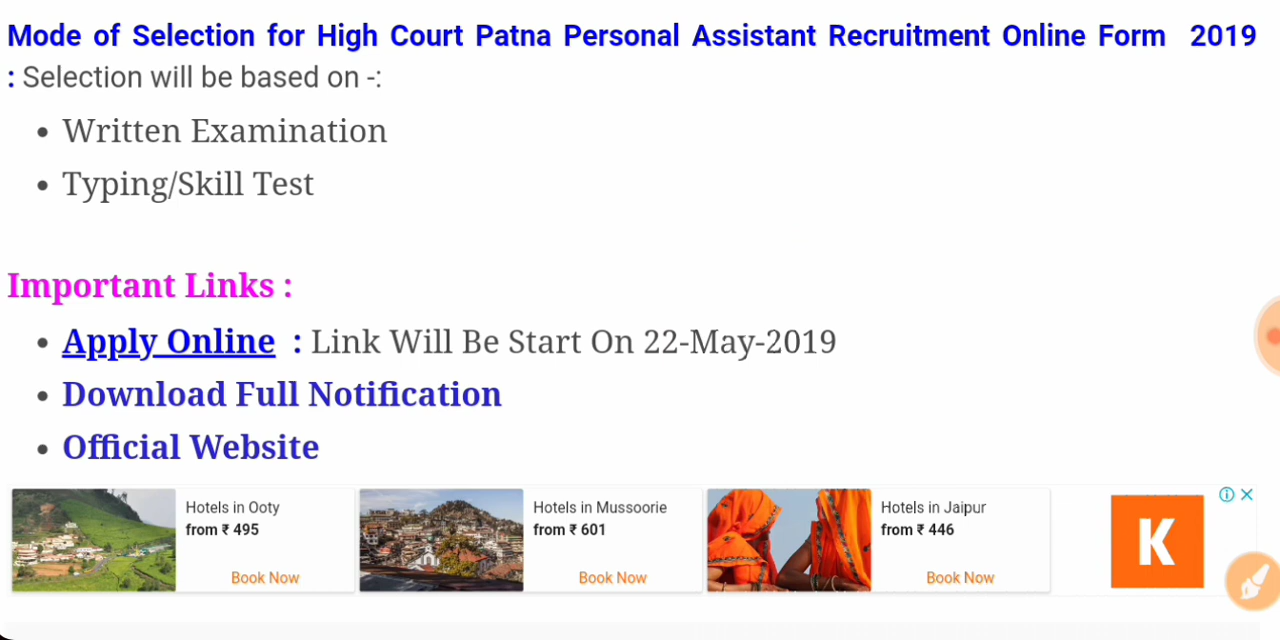 Mode of Selection for High Court Patna Personal Assistant Recruitment Online Form 2019
: Selection will be based on -:
• Written Examination
• Typing/Skill Test
Important Links :
• Apply Online : Link Will Be Start On 22-May-2019
• Download Full Notification
• Official Website
Hotels in Ooty
from ₹ 495
Book Now
Hotels in Mussoorie
from ₹ 601
Book Now
Hotels in Jaipur
from ₹ 446
Book Now
K